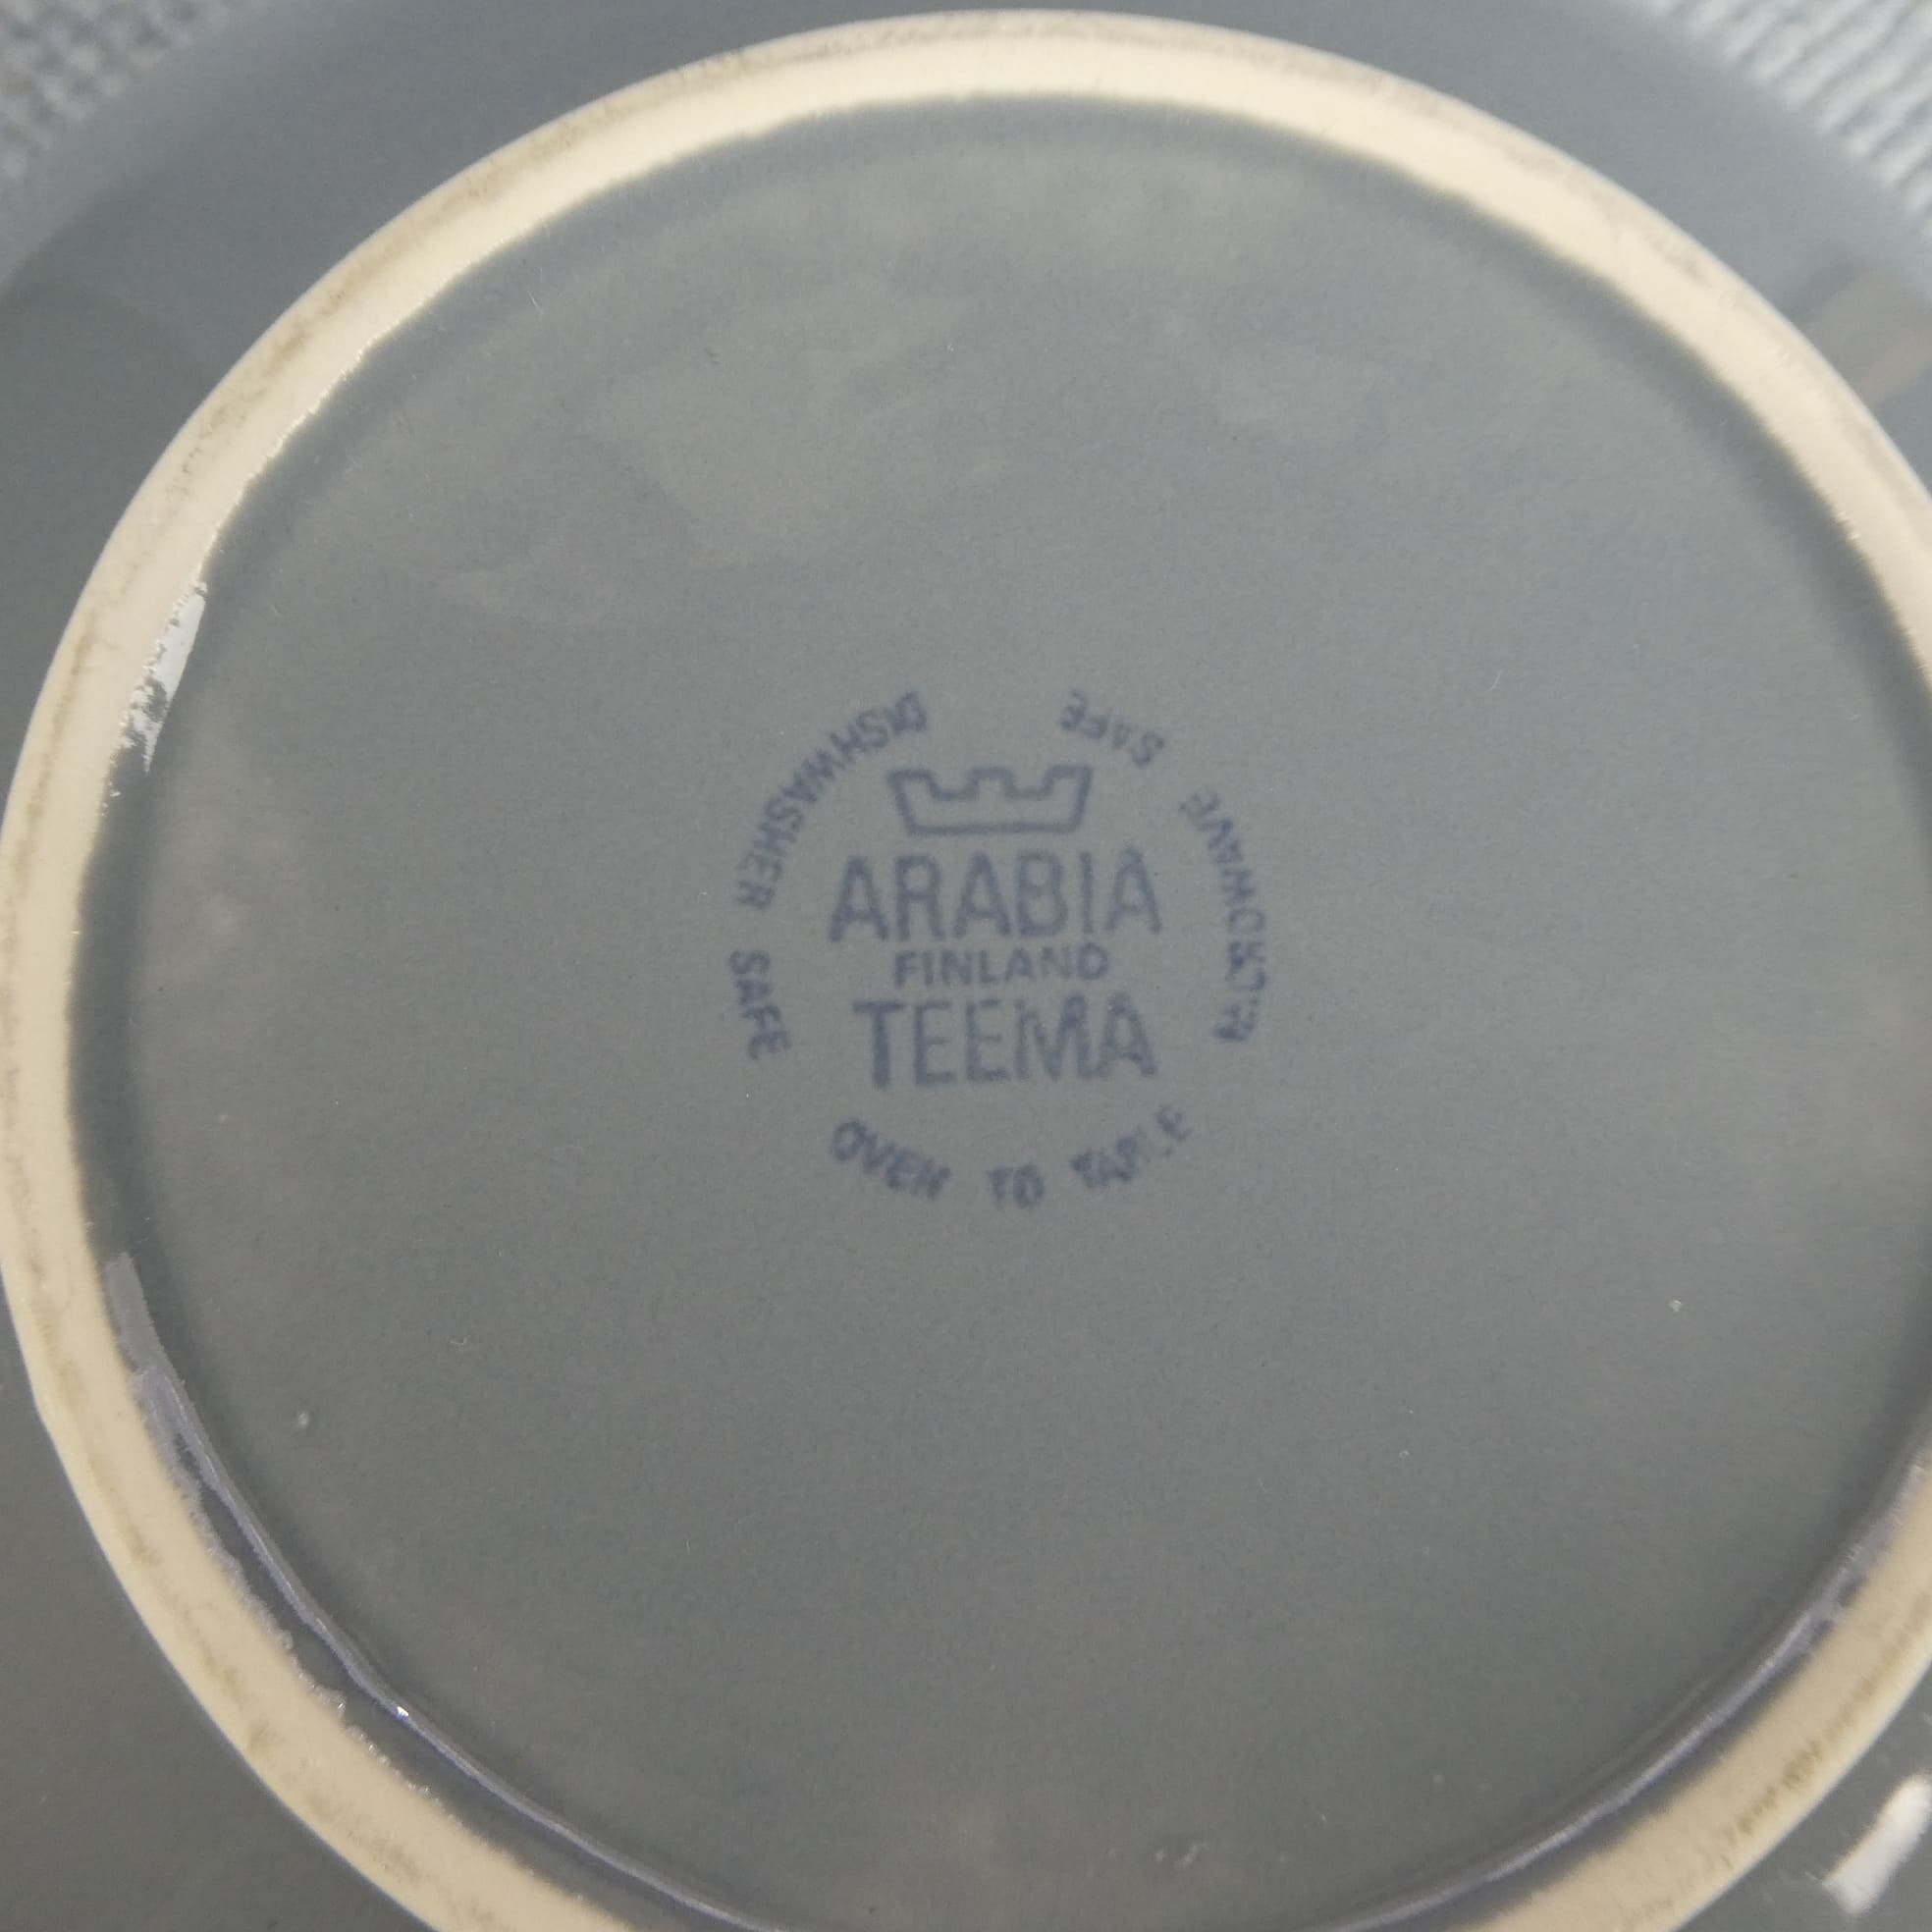 ARABIA
FINLAND
TEEMA
DISHWASHER SAFE
OVEN TO TABLE
MICROWAVE SAFE